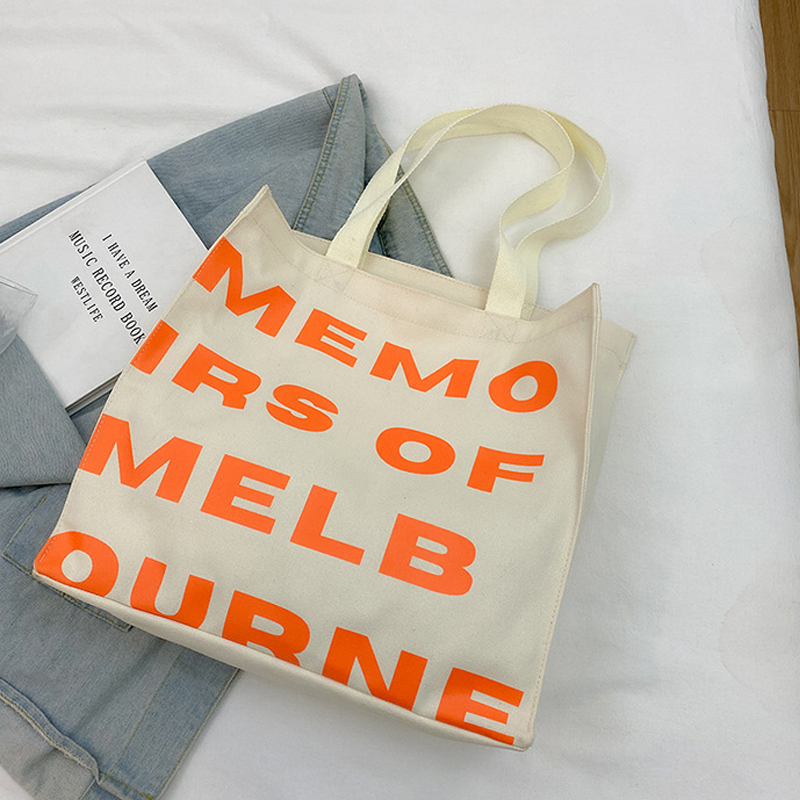 I HAVE A DREAM
MUSIC RECORD BOOK
WESTLIFE
MEMO
IRS OF
MELB
OURNE